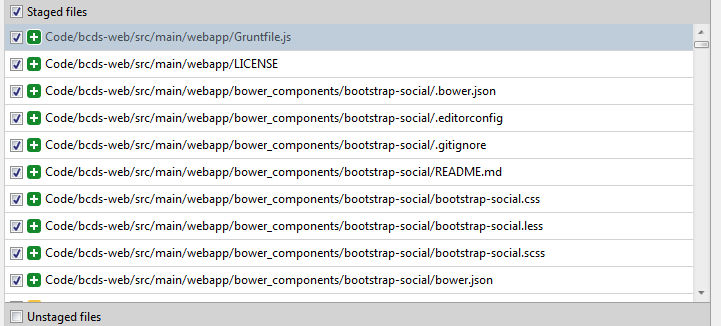 Staged files
Code/bcds-web/src/main/webapp/Gruntfile.js
Code/bcds-web/src/main/webapp/LICENSE
Code/bcds-web/src/main/webapp/bower_components/bootstrap-social/.bower.json
Code/bcds-web/src/main/webapp/bower_components/bootstrap-social/.editorconfig
Code/bcds-web/src/main/webapp/bower_components/bootstrap-social/.gitignore
Code/bcds-web/src/main/webapp/bower_components/bootstrap-social/README.md
Code/bcds-web/src/main/webapp/bower_components/bootstrap-social/bootstrap-social.css
Code/bcds-web/src/main/webapp/bower_components/bootstrap-social/bootstrap-social.less
Code/bcds-web/src/main/webapp/bower_components/bootstrap-social/bootstrap-social.scss
Code/bcds-web/src/main/webapp/bower_components/bootstrap-social/bower.json
Unstaged files